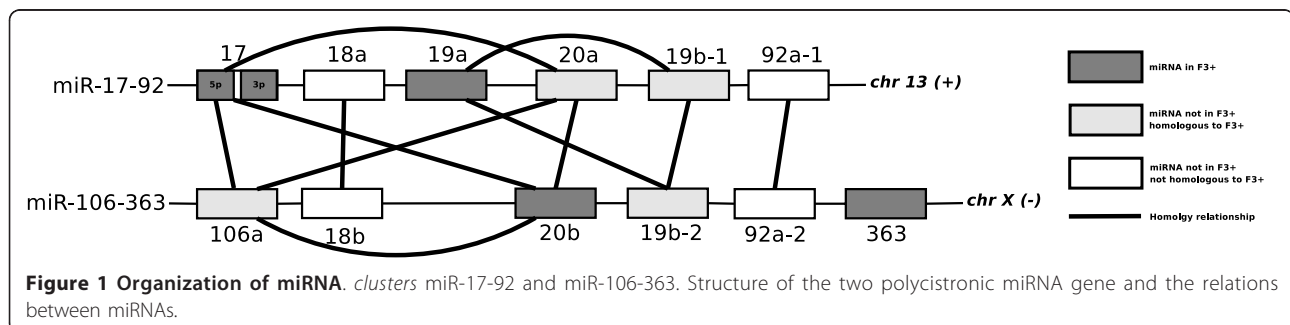 17 18a 19a 20a 19b-1 92a-1
miR-17-92 5p 3p chr 13 (+)
miR-106-363 chr X (-)
106a 18b 20b 19b-2 92a-2 363
miRNA in F3+
miRNA not in F3+
homologous to F3+
miRNA not in F3+
not homologous to F3+
Homolgy relationship
Figure 1 Organization of miRNA. clusters miR-17-92 and miR-106-363. Structure of the two polycistronic miRNA gene and the relations
between miRNAs.